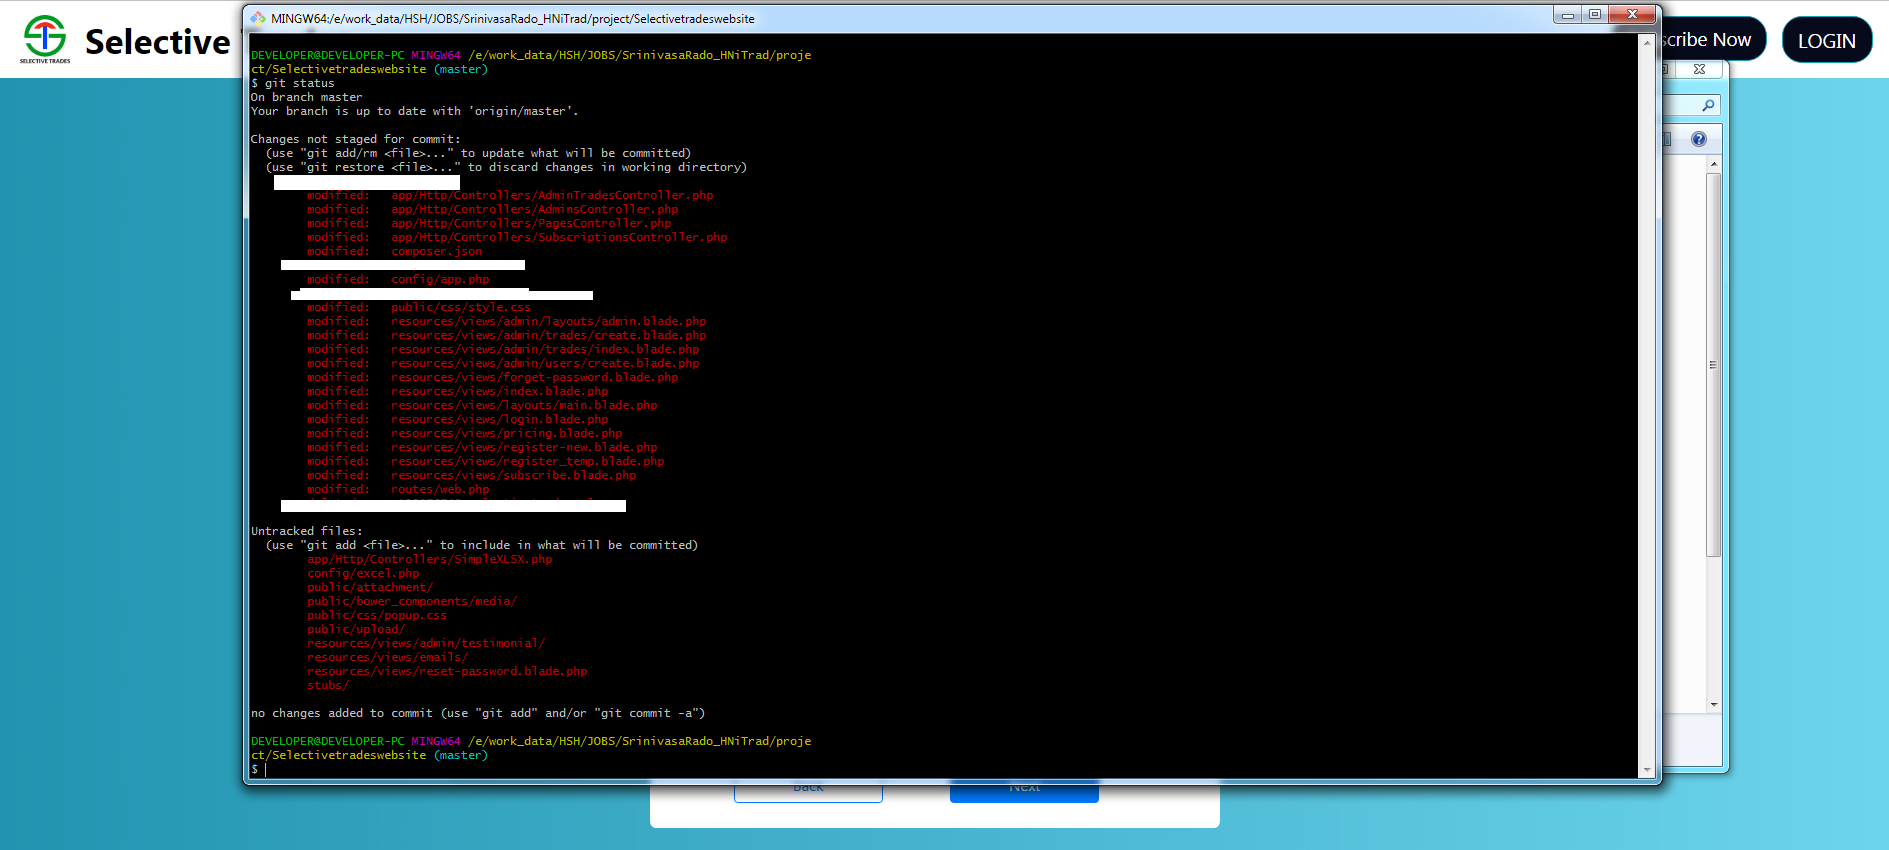 MINGW64:/e/work_data/HSH/JOBS/SrinivasaRado_HNiTrad/project/Selectivetradeswebsite
SELECTIVE TRADES
Selective
scribe Now
LOGIN
DEVELOPER@DEVELOPER-PC MINGW64 /e/work_data/HSH/JOBS/SrinivasaRado_HNiTrad/proje
ct/Selectivetradeswebsite (master)
$ git status
On branch master
Your branch is up to date with 'origin/master'.
Changes not staged for commit:
(use "git add/rm <file>..." to update what will be committed)
(use "git restore <file>..." to discard changes in working directory)
modified: app/Http/Controllers/AdminTradesController.php
modified: app/Http/Controllers/AdminsController.php
modified: app/Http/Controllers/PagesController.php
modified: app/Http/Controllers/SubscriptionsController.php
modified: composer.json
modified: config/app.php
modified: public/css/style.css
modified: resources/views/admin/layouts/admin.blade.php
modified: resources/views/admin/trades/create.blade.php
modified: resources/views/admin/trades/index.blade.php
modified: resources/views/admin/users/create.blade.php
modified: resources/views/forget-password.blade.php
modified: resources/views/index.blade.php
modified: resources/views/layouts/main.blade.php
modified: resources/views/login.blade.php
modified: resources/views/pricing.blade.php
modified: resources/views/register-new.blade.php
modified: resources/views/register_temp.blade.php
modified: resources/views/subscribe.blade.php
modified: routes/web.php
Untracked files:
(use "git add <file>..." to include in what will be committed)
app/Http/Controllers/SimpleXLSX.php
config/excel.php
public/attachment/
public/bower_components/media/
public/css/popup.css
public/upload/
resources/views/admin/testimonial/
resources/views/emails/
resources/views/reset-password.blade.php
stubs/
no changes added to commit (use "git add" and/or "git commit -a")
DEVELOPER@DEVELOPER-PC MINGW64 /e/work_data/HSH/JOBS/SrinivasaRado_HNiTrad/proje
ct/Selectivetradeswebsite (master)
$
Back
Next